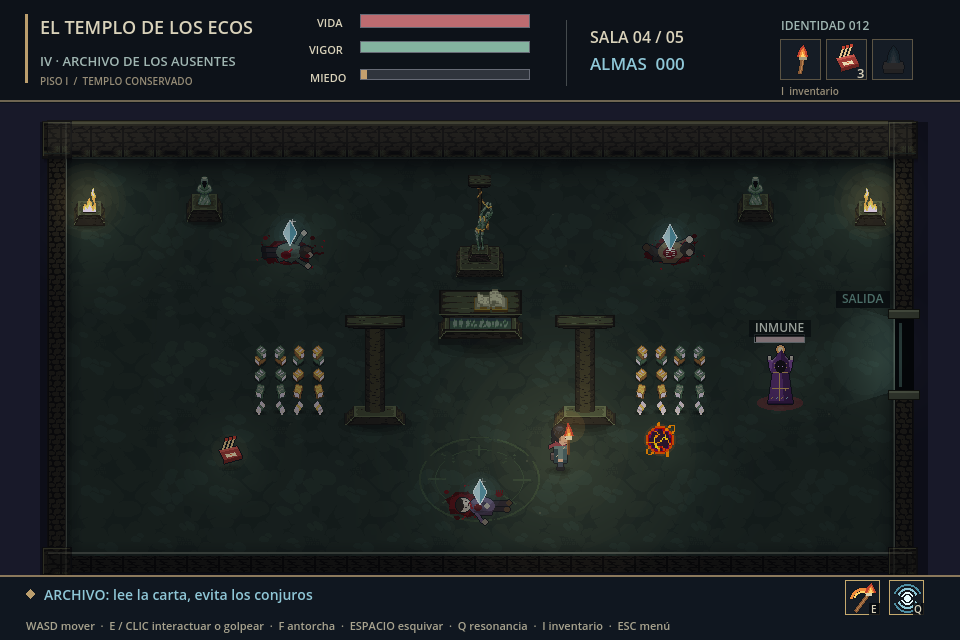 EL TEMPLO DE LOS ECOS
IV · ARCHIVO DE LOS AUSENTES
PISO I / TEMPLO CONSERVADO
VIDA
VIGOR
MIEDO
SALA 04 / 05
ALMAS 000
IDENTIDAD 012
3
I inventario
SALIDA
INMUNE
ARCHIVO: lee la carta, evita los conjuros
E
Q
WASD mover · E / CLIC interactuar o golpear · F antorcha · ESPACIO esquivar · Q resonancia · I inventario · ESC menú